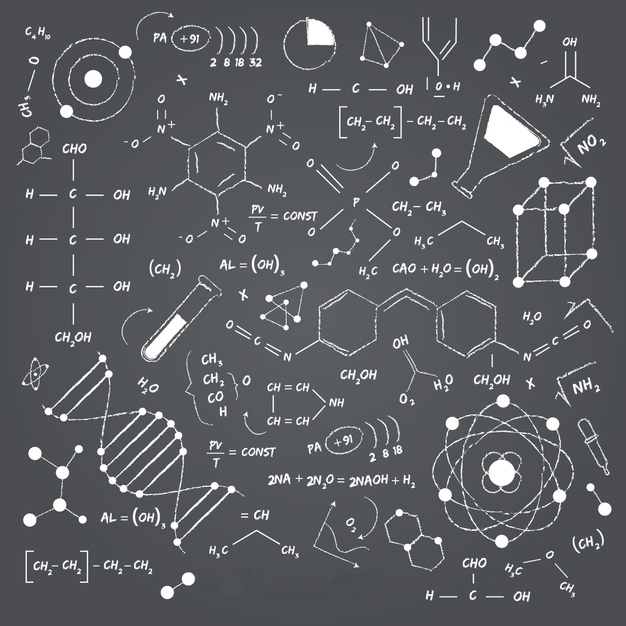 C₄H₁₀
PA +91
2 8 18 32
CH₃ — O
H — C — OH
O•H
OH
H₃N NH₂
[CH₂ – CH₂] – CH₂ – CH₂
NO₂
O NH₂ O⁻
N⁺ N⁺
⁻O O
H₂N NH₂
N⁺
⁻O O
CHO
H — C — OH
H — C — OH
H — C — OH
CH₂OH
PV/T = CONST
O O
P
O O
H₂C
CH₂ – CH₃
H₃C CH₃
(CH₂)
AL = (OH)₃
CAO + H₂O = (OH)₂
H₂O
O = C = N
N = C = O
CH₂OH
OH
H₂O
O₂
CH₂OH
NH₂
H₂O
CH₃
CH₂ O
CO
H
CH = CH
NH
CH = CH
PV/T = CONST
PA +91
2 8 18
2NA + 2N₂O = 2NAOH + H₂
AL = (OH)₃
= CH
H₃C CH₃
O₂
(CH₂)
[CH₂ – CH₂] – CH₂ – CH₂
CHO
H — C — OH
H₃C O
CH₃